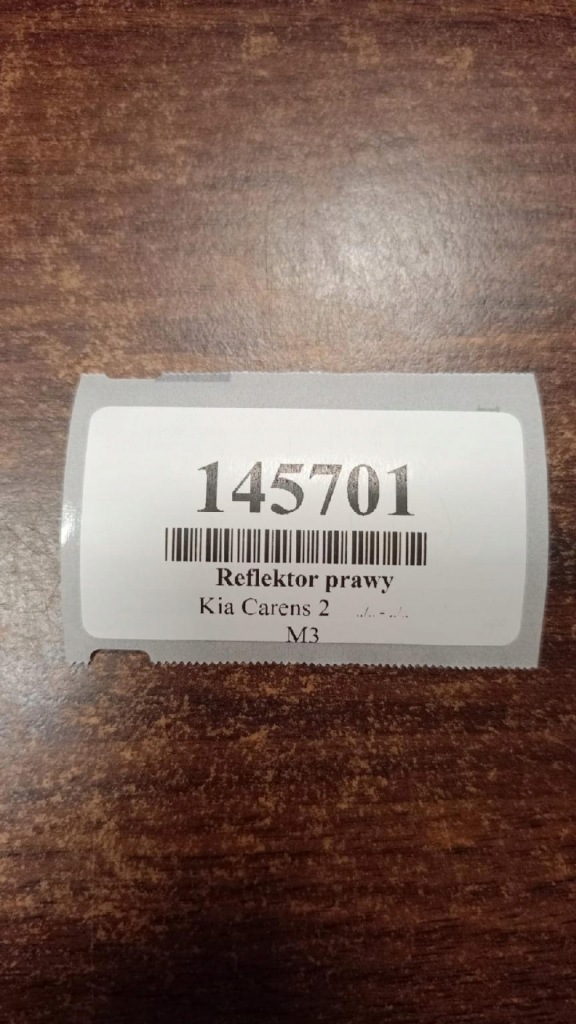 145701
Reflektor prawy
Kia Carens 2 ../.. - ../..
M3